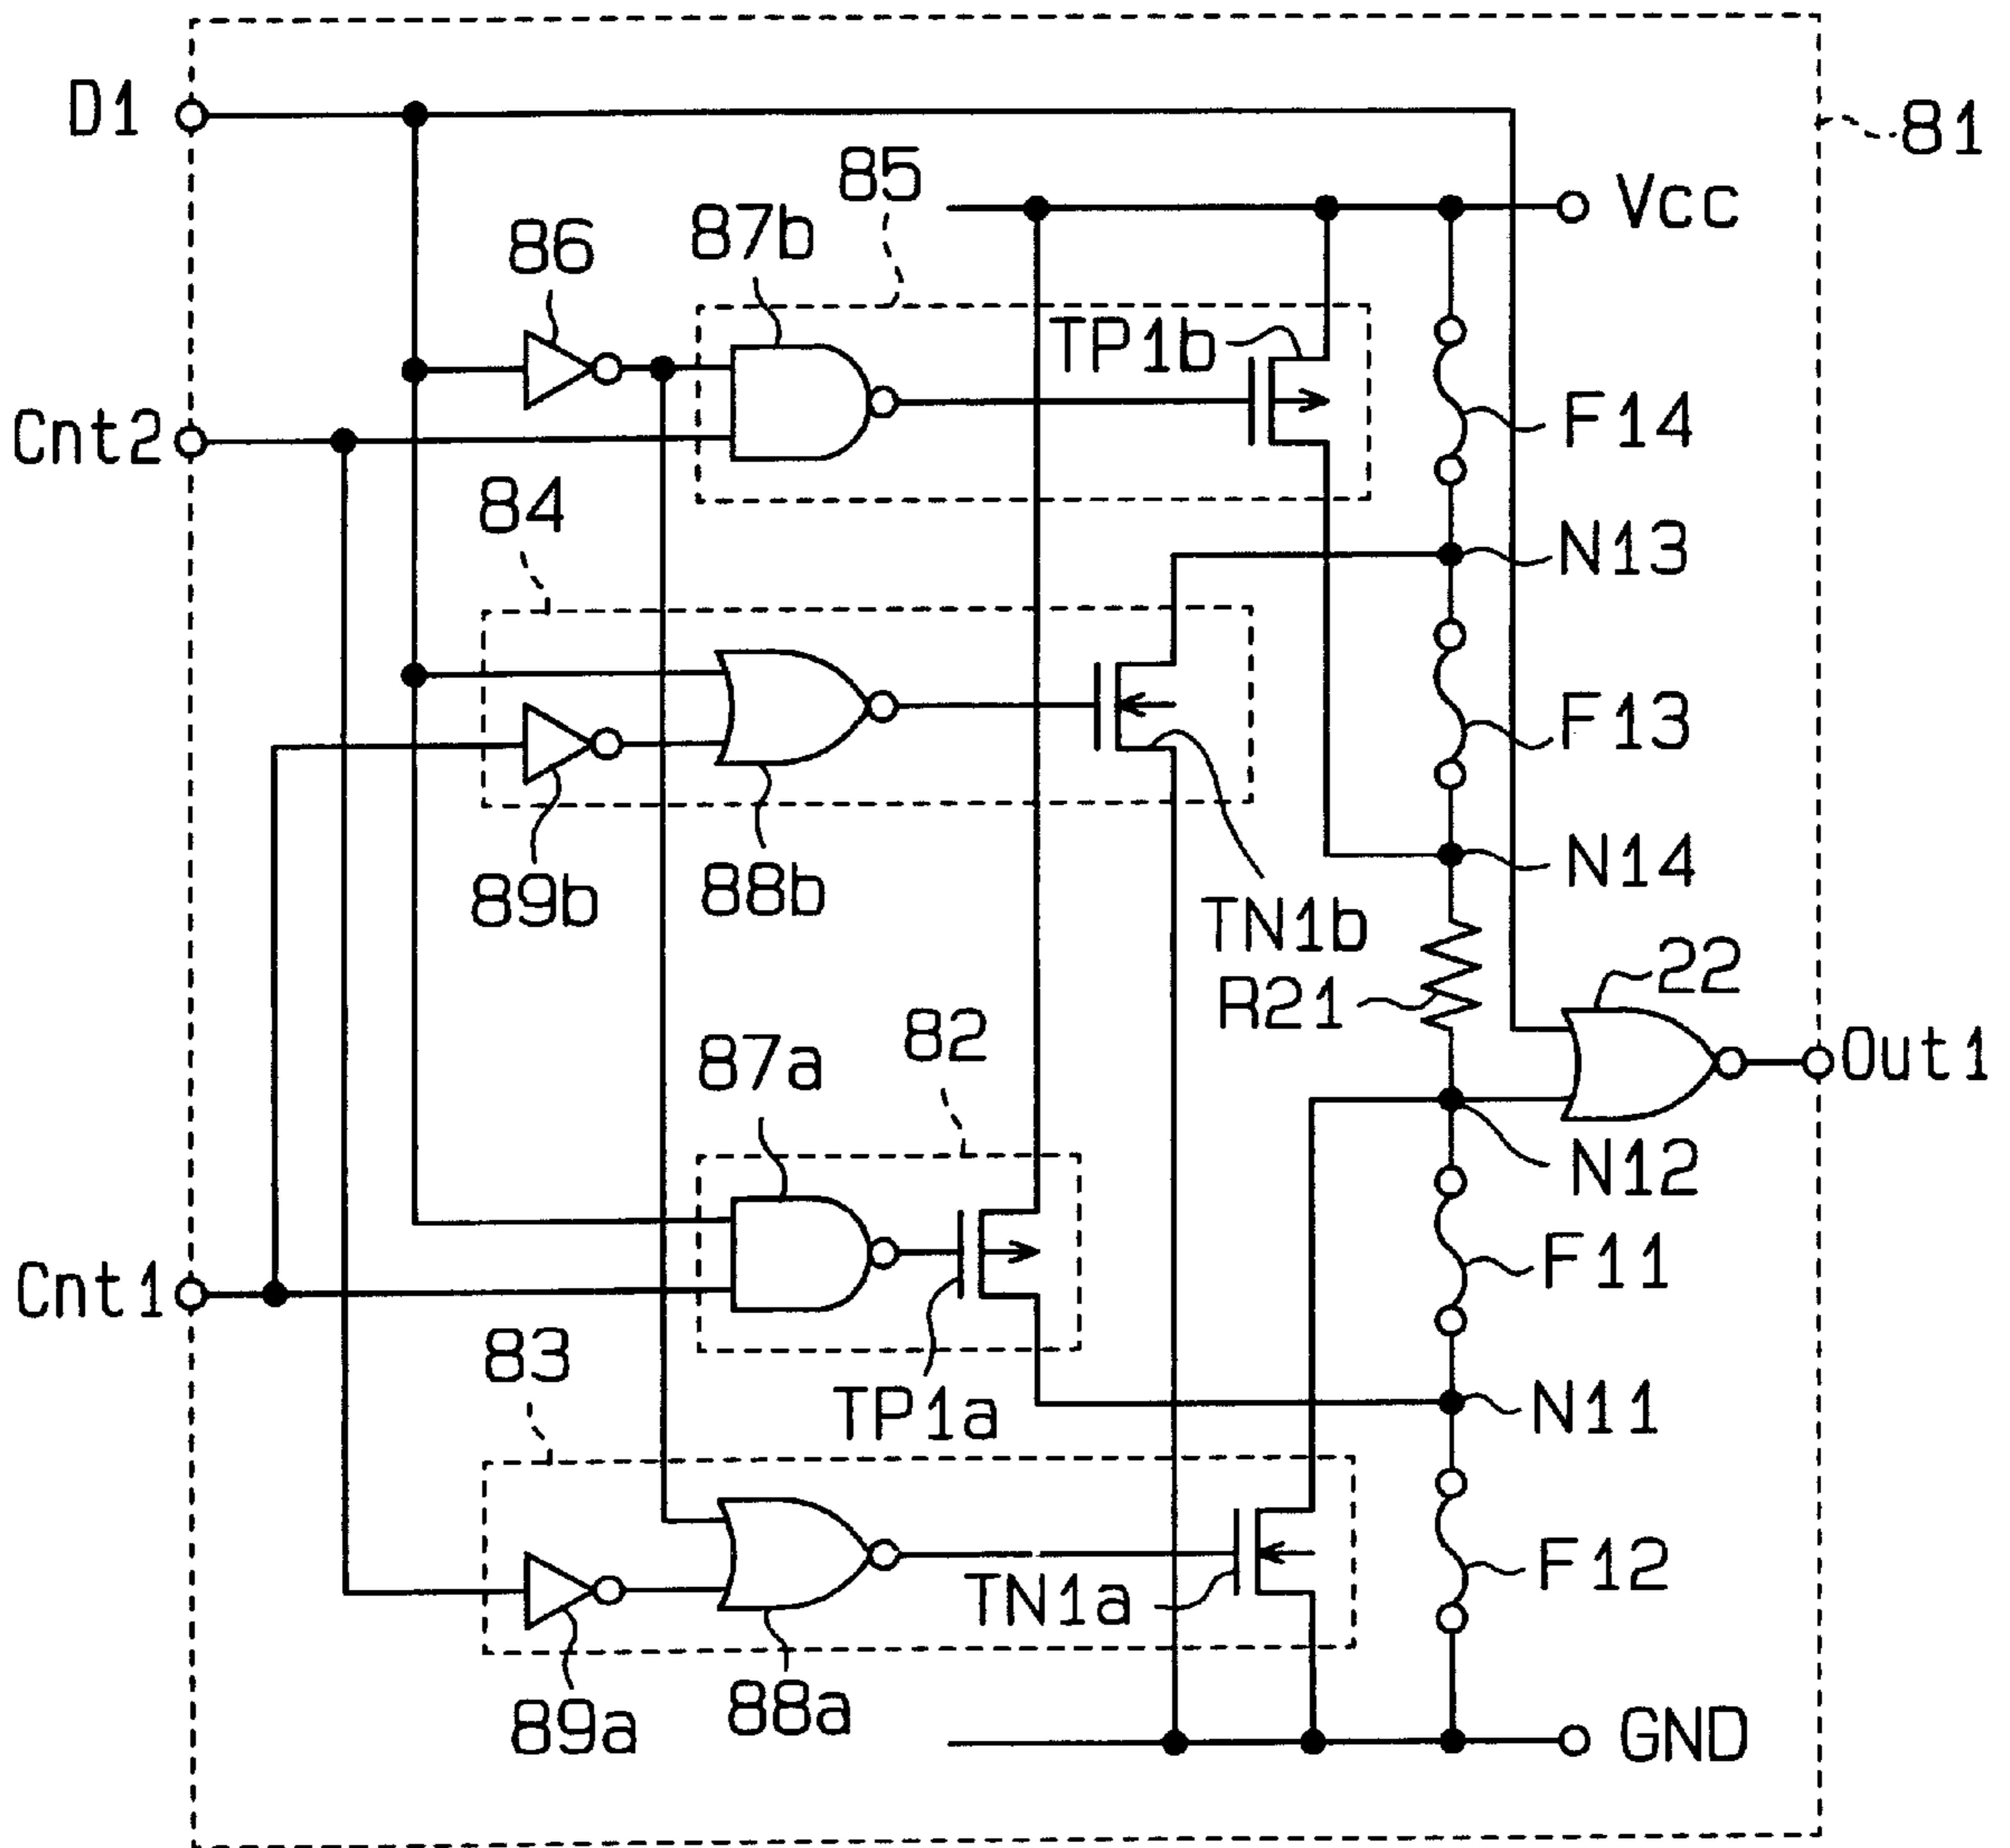 D1
81
85
Vcc
87b
86
TP1b
F14
Cnt2
84
N13
F13
N14
89b
88b
TN1b
22
R21
82
87a
Out1
N12
F11
Cnt1
83
TP1a
N11
F12
TN1a
88a
89a
GND